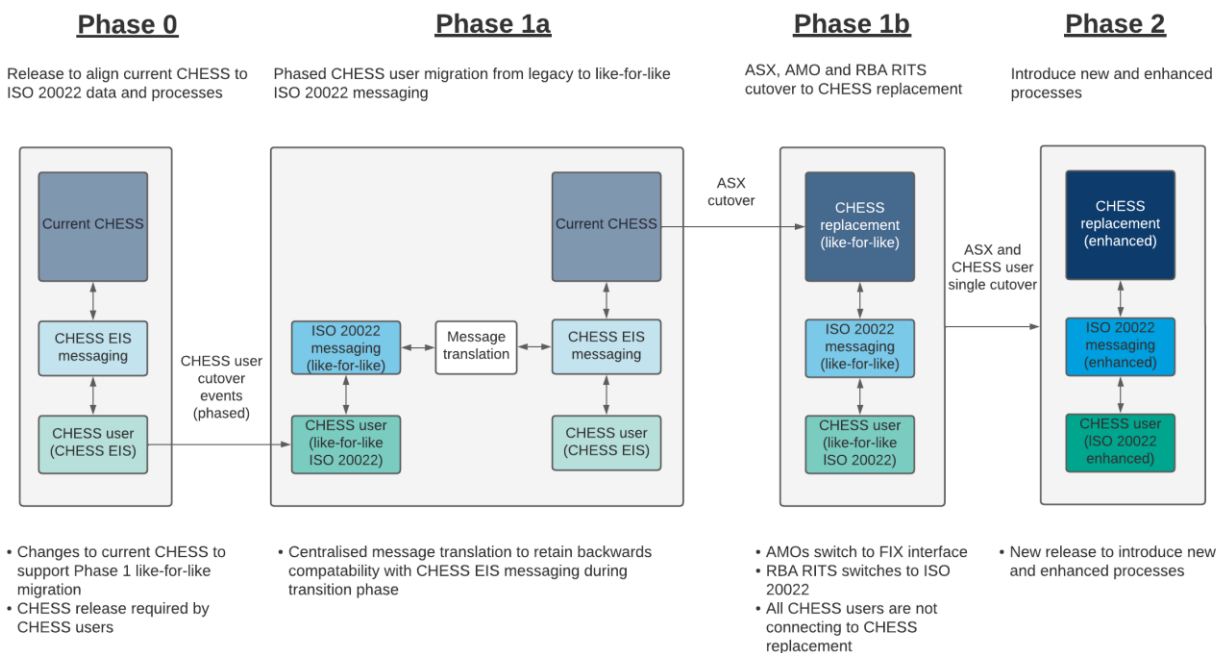 Phase 0
Phase 1a
Phase 1b
Phase 2
Release to align current CHESS to
ISO 20022 data and processes
Phased CHESS user migration from legacy to like-for-like
ISO 20022 messaging
ASX, AMO and RBA RITS
cutover to CHESS replacement
Introduce new and enhanced
processes
Current CHESS
CHESS EIS
messaging
CHESS user
(CHESS EIS)
CHESS user
cutover
events
(phased)
ISO 20022
messaging
(like-for-like)
CHESS user
(like-for-like
ISO 20022)
Message
translation
Current CHESS
CHESS EIS
messaging
CHESS user
(CHESS EIS)
ASX
cutover
CHESS
replacement
(like-for-like)
ISO 20022
messaging
(like-for-like)
CHESS user
(like-for-like
ISO 20022)
ASX and
CHESS user
single cutover
CHESS
replacement
(enhanced)
ISO 20022
messaging
(enhanced)
CHESS user
(ISO 20022
enhanced)
• Changes to current CHESS to
support Phase 1 like-for-like
migration
• CHESS release required by
CHESS users
• Centralised message translation to retain backwards
compatability with CHESS EIS messaging during
transition phase
• AMOs switch to FIX interface
• RBA RITS switches to ISO
20022
• All CHESS users are not
connecting to CHESS
replacement
• New release to introduce new
and enhanced processes